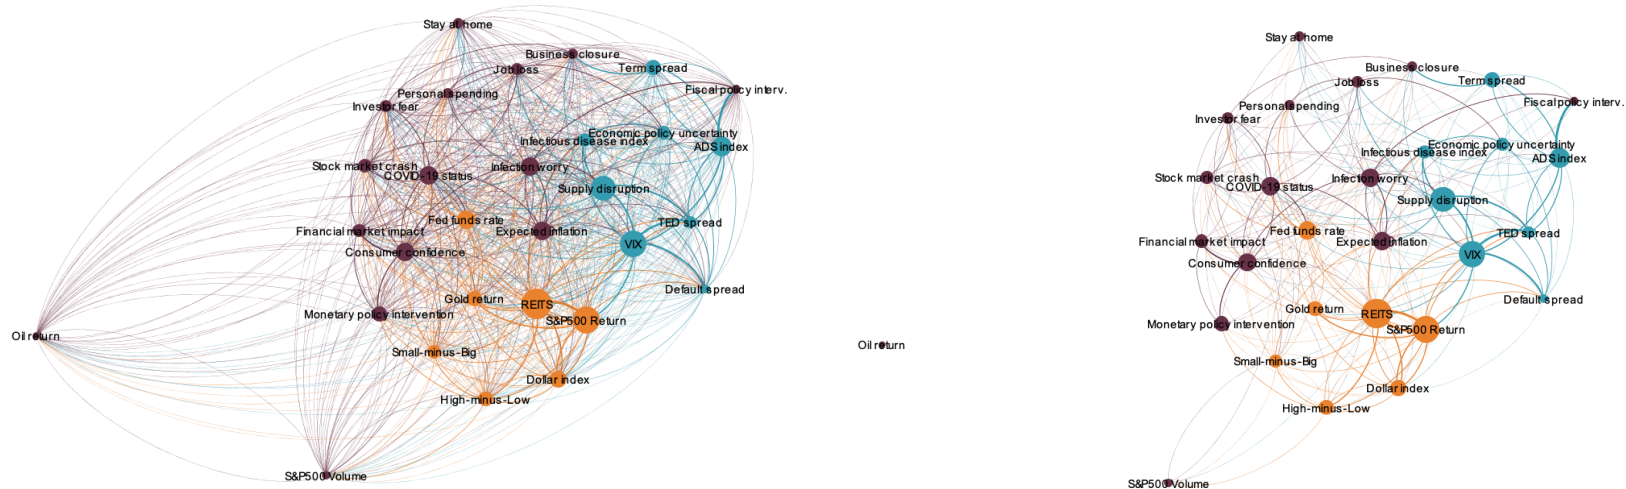 Stay at home
Business closure
Job loss
Term spread
Fiscal policy interv.
Personal spending
Investor fear
Economic policy uncertainty
Infectious disease index
ADS index
Stock market crash
Infection worry
COVID-19 status
Supply disruption
Fed funds rate
TED spread
Financial market impact
Expected inflation
VIX
Consumer confidence
Default spread
Gold return
REITS
Monetary policy intervention
S&P500 Return
Oil return
Small-minus-Big
Dollar index
High-minus-Low
S&P500 Volume
Stay at home
Business closure
Job loss
Term spread
Fiscal policy interv.
Personal spending
Investor fear
Economic policy uncertainty
Infectious disease index
ADS index
Stock market crash
Infection worry
COVID-19 status
Supply disruption
Fed funds rate
TED spread
Financial market impact
Expected inflation
VIX
Consumer confidence
Default spread
Gold return
REITS
Monetary policy intervention
S&P500 Return
Oil return
Small-minus-Big
Dollar index
High-minus-Low
S&P500 Volume